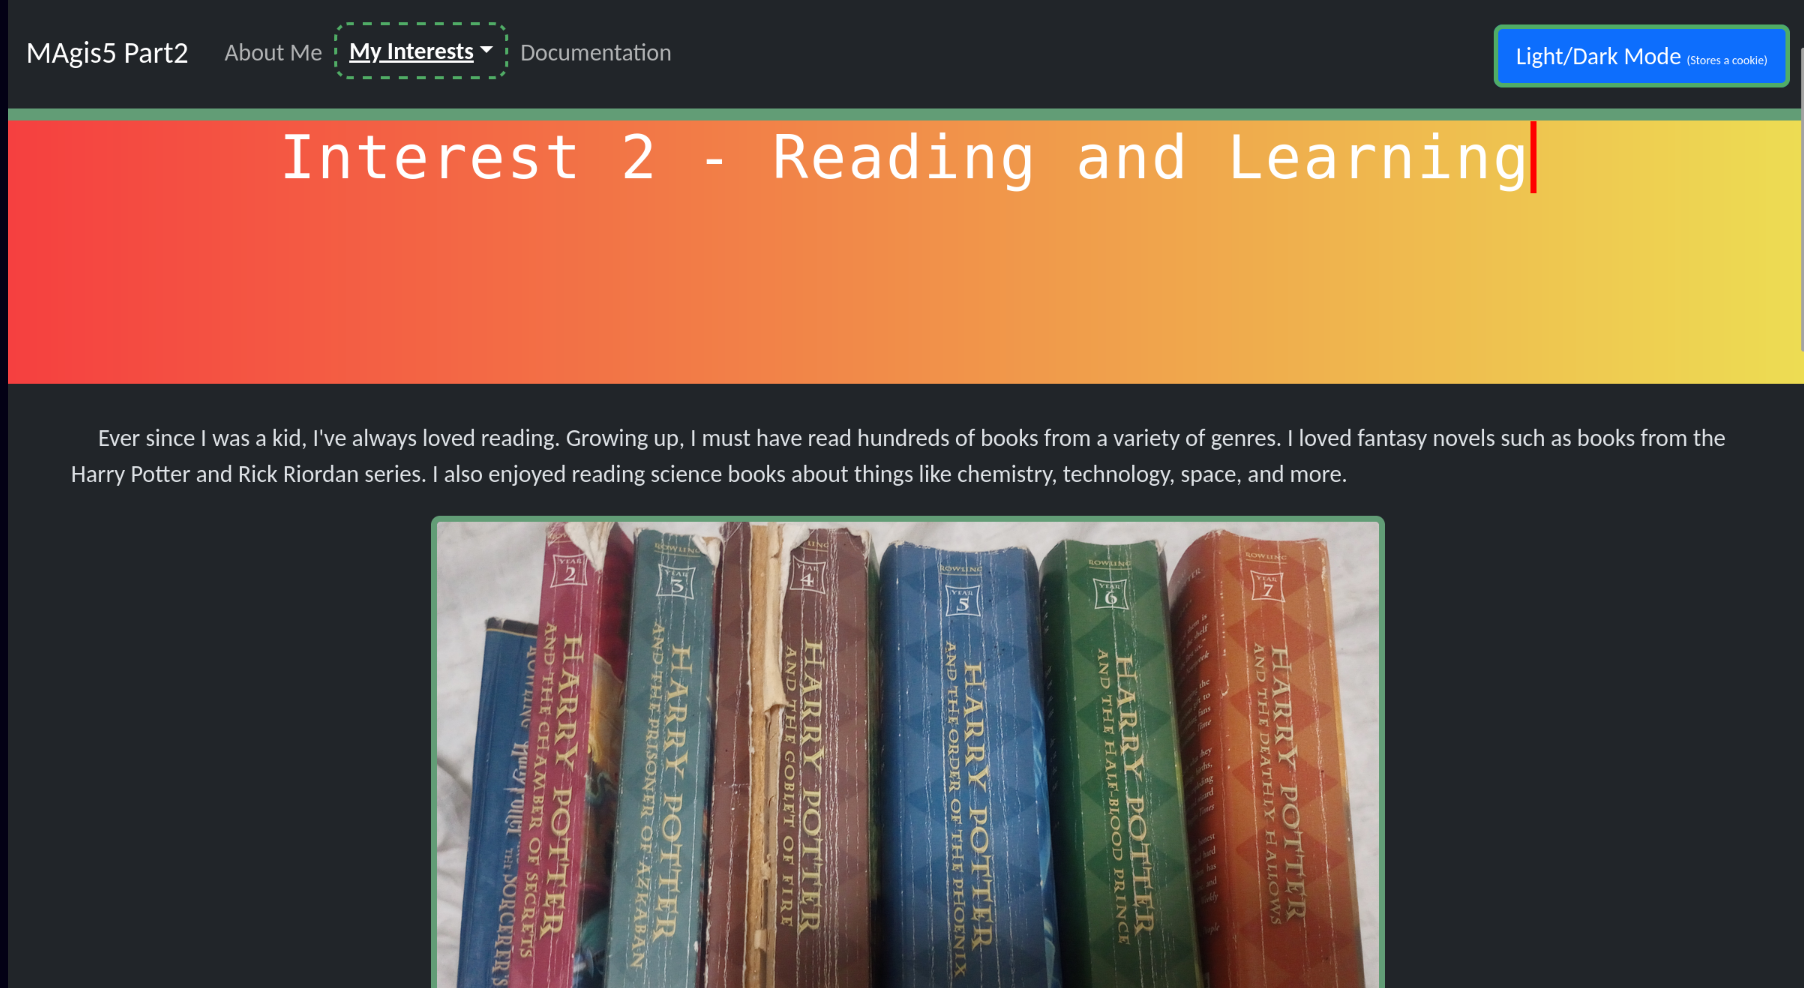 MAgis5 Part2 About Me My Interests Documentation Light/Dark Mode (Stores a cookie)
Interest 2 - Reading and Learning
Ever since I was a kid, I've always loved reading. Growing up, I must have read hundreds of books from a variety of genres. I loved fantasy novels such as books from the
Harry Potter and Rick Riordan series. I also enjoyed reading science books about things like chemistry, technology, space, and more.
ROWLING
Harry Potter
THE SORCERER'S
YEAR 2
HARRY POTTER
AND THE CHAMBER OF SECRETS
ROWLING
YEAR 3
HARRY POTTER
AND THE PRISONER OF AZKABAN
YEAR 4
HARRY POTTER
AND THE GOBLET OF FIRE
ROWLING
YEAR 5
HARRY POTTER
AND THE ORDER OF THE PHOENIX
ROWLING
YEAR 6
HARRY POTTER
AND THE HALF-BLOOD PRINCE
ROWLING
YEAR 7
HARRY POTTER
AND THE DEATHLY HALLOWS